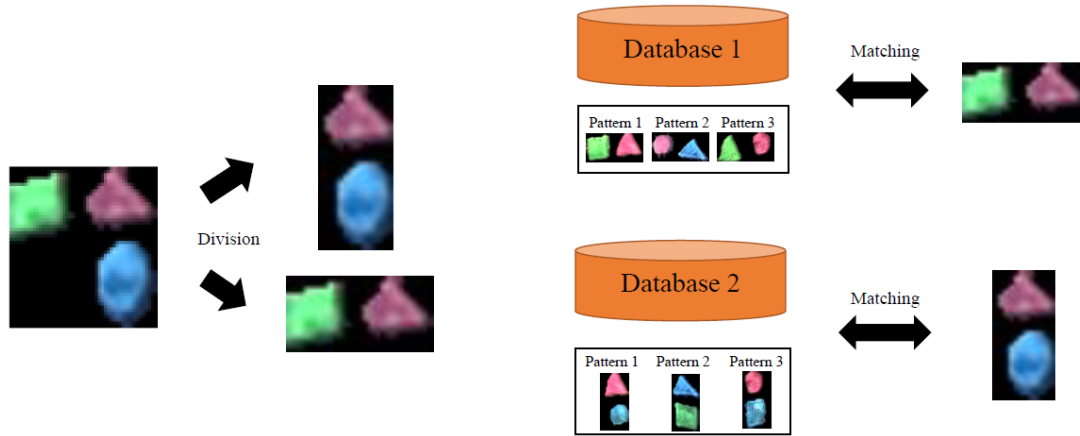 Division
Database 1
Pattern 1 Pattern 2 Pattern 3
Matching
Database 2
Pattern 1 Pattern 2 Pattern 3
Matching